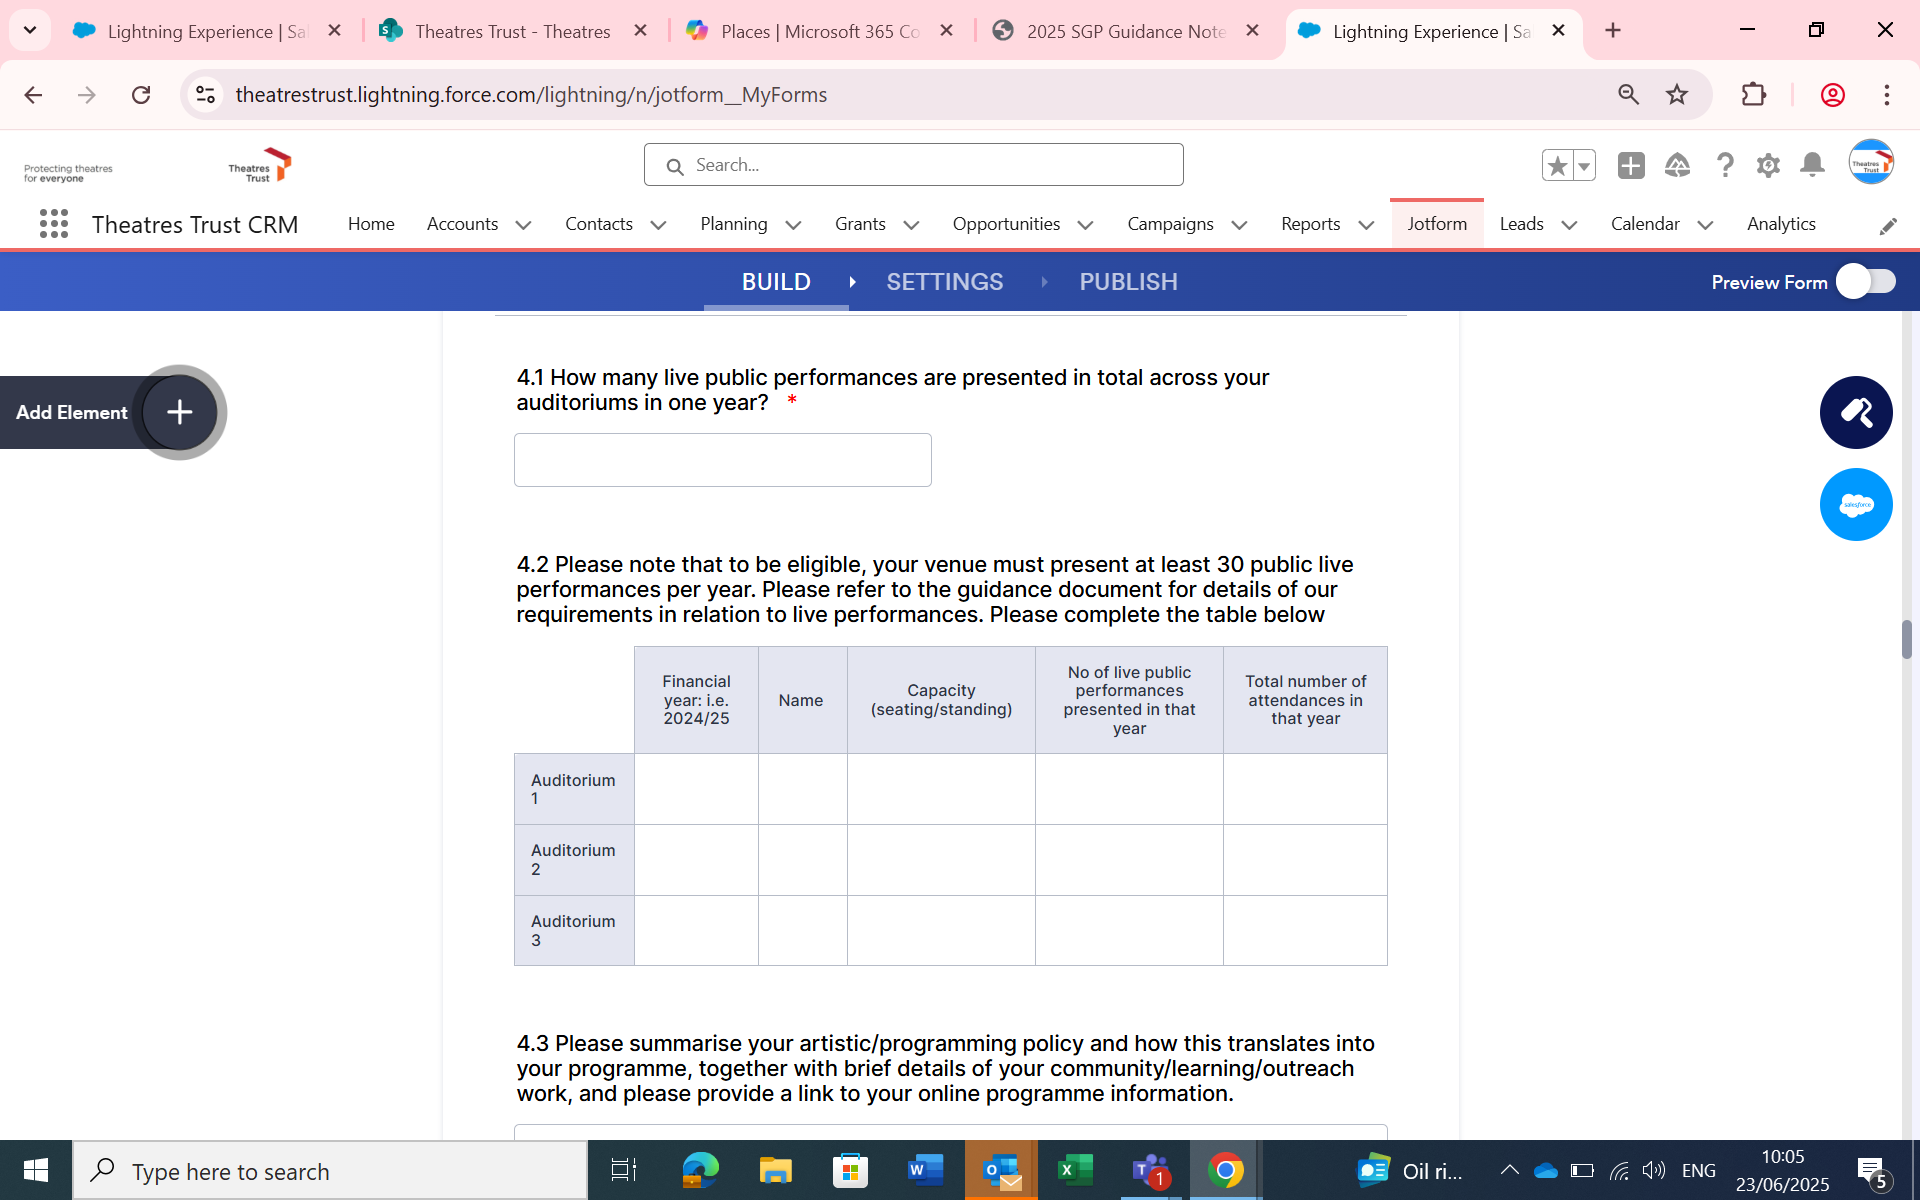 Lightning Experience | Sa
Theatres Trust - Theatres
Places | Microsoft 365 Co
2025 SGP Guidance Note
Lightning Experience | Sa
theatrestrust.lightning.force.com/lightning/n/jotform__MyForms
Protecting theatres
for everyone
Theatres
Trust
Search...
Theatres
Trust
Theatres Trust CRM
Home
Accounts
Contacts
Planning
Grants
Opportunities
Campaigns
Reports
Jotform
Leads
Calendar
Analytics
BUILD
SETTINGS
PUBLISH
Preview Form
Add Element
salesforce
4.1 How many live public performances are presented in total across your
auditoriums in one year? *
4.2 Please note that to be eligible, your venue must present at least 30 public live
performances per year. Please refer to the guidance document for details of our
requirements in relation to live performances. Please complete the table below
Financial
year: i.e.
2024/25
Name
Capacity
(seating/standing)
No of live public
performances
presented in that
year
Total number of
attendances in
that year
Auditorium
1
Auditorium
2
Auditorium
3
4.3 Please summarise your artistic/programming policy and how this translates into
your programme, together with brief details of your community/learning/outreach
work, and please provide a link to your online programme information.
Type here to search
Oil ri...
ENG
10:05
23/06/2025
1
5